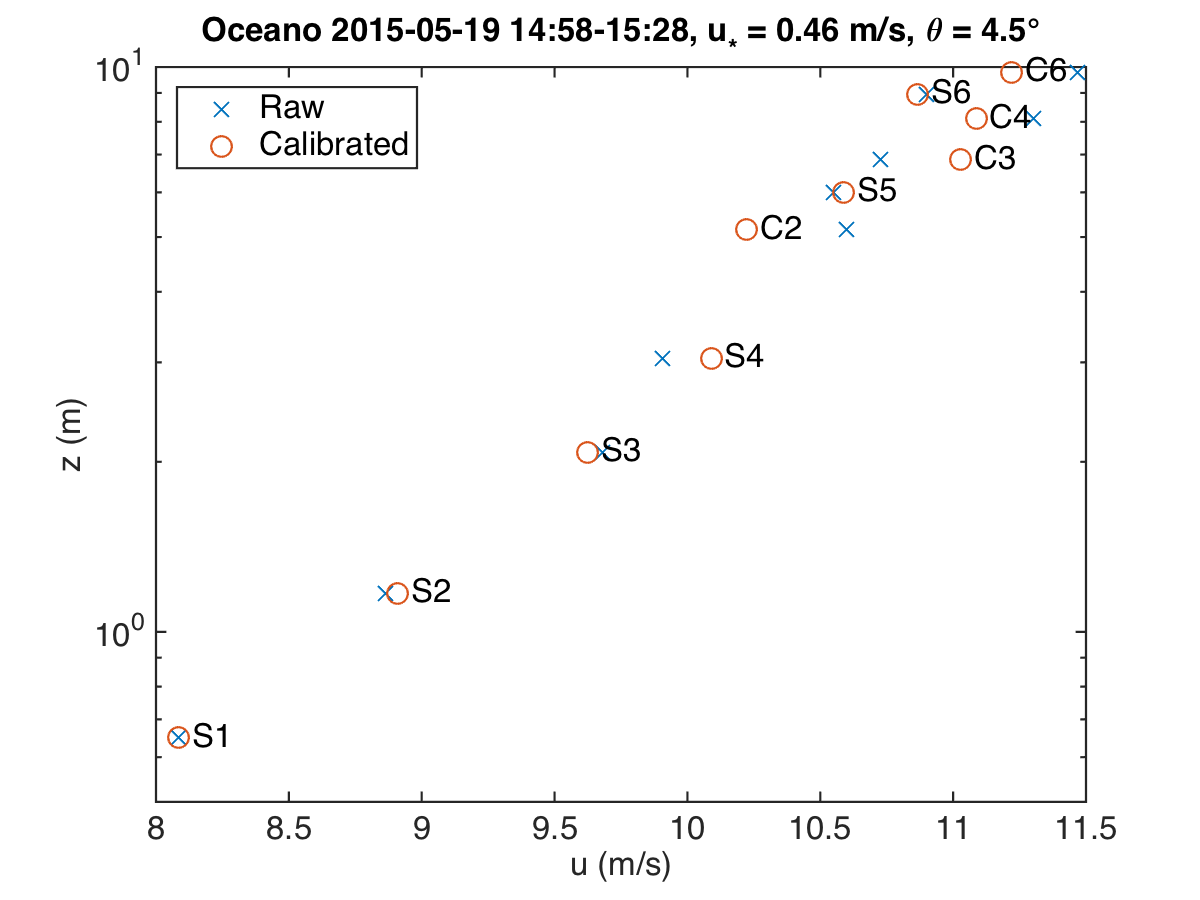 Oceano 2015-05-19 14:58-15:28, u* = 0.46 m/s, θ = 4.5°
10^1
Raw
Calibrated
C6
S6
C4
C3
S5
C2
S4
S3
S2
10^0
S1
z (m)
8 8.5 9 9.5 10 10.5 11 11.5
u (m/s)